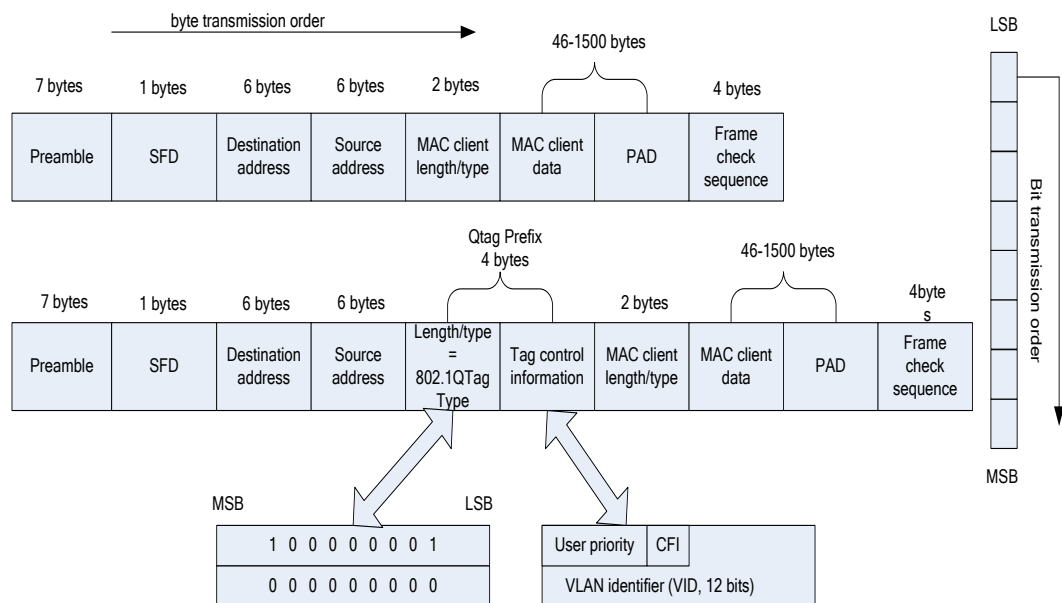 byte transmission order
LSB
46-1500 bytes
7 bytes
1 bytes
6 bytes
6 bytes
2 bytes
4 bytes
Preamble
SFD
Destination
address
Source
address
MAC client
length/type
MAC client
data
PAD
Frame
check
sequence
Bit transmission order
Qtag Prefix
4 bytes
46-1500 bytes
7 bytes
1 bytes
6 bytes
6 bytes
2 bytes
4byte
s
Preamble
SFD
Destination
address
Source
address
Length/type
=
802.1QTag
Type
Tag control
information
MAC client
length/type
MAC client
data
PAD
Frame
check
sequence
MSB
MSB
LSB
1 0 0 0 0 0 0 1
0 0 0 0 0 0 0 0
User priority
CFI
VLAN identifier (VID, 12 bits)